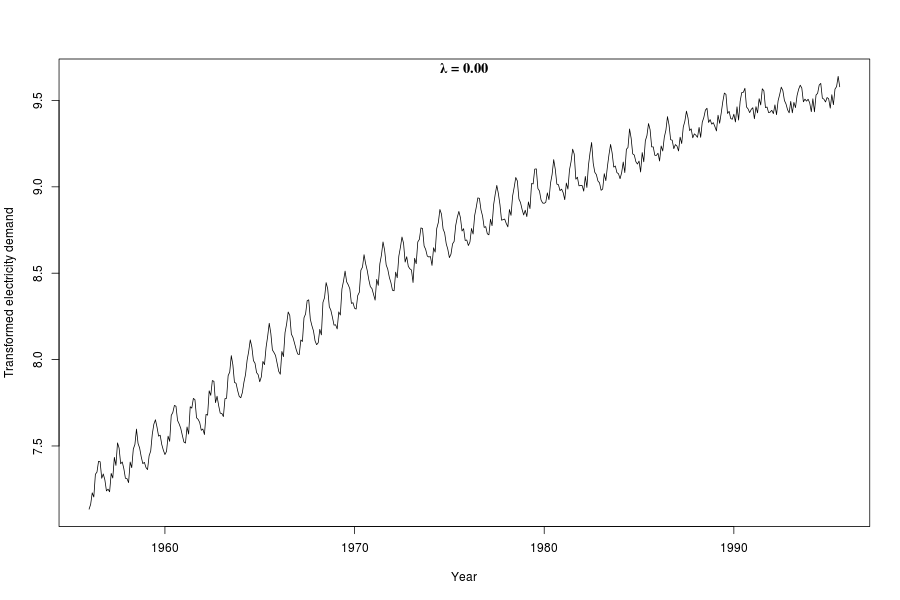 λ = 0.00
9.5
9.0
8.5
8.0
7.5
Transformed electricity demand
1960 1970 1980 1990
Year